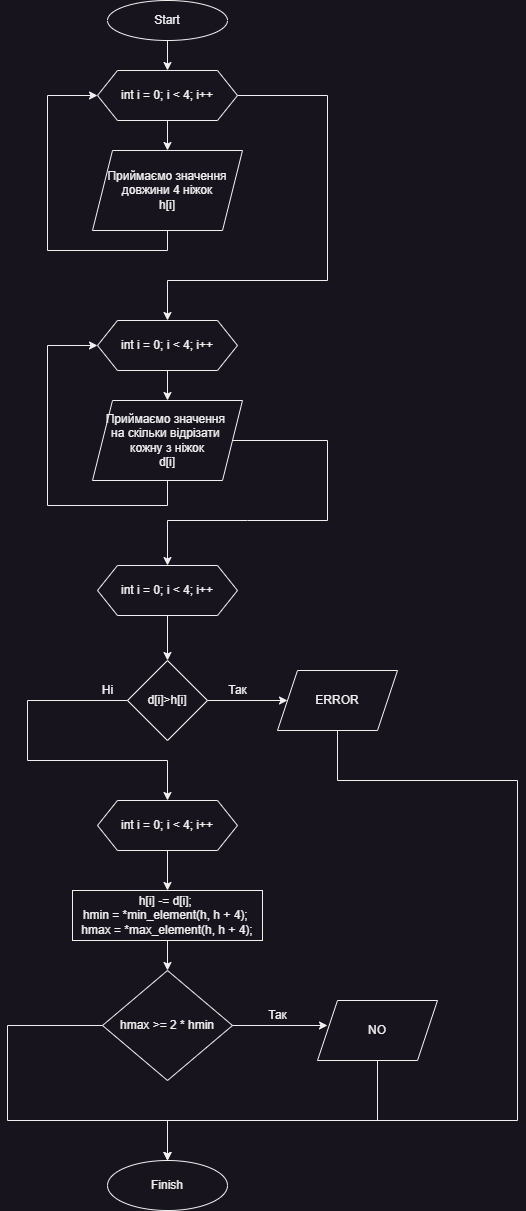 Start
int i = 0; i < 4; i++
Приймаємо значення
довжини 4 ніжок
h[i]
int i = 0; i < 4; i++
Приймаємо значення
на скільки відрізати
кожну з ніжок
d[i]
int i = 0; i < 4; i++
Ні
d[i]>h[i]
Так
ERROR
int i = 0; i < 4; i++
h[i] -= d[i];
hmin = *min_element(h, h + 4);
hmax = *max_element(h, h + 4);
hmax >= 2 * hmin
Так
NO
Finish